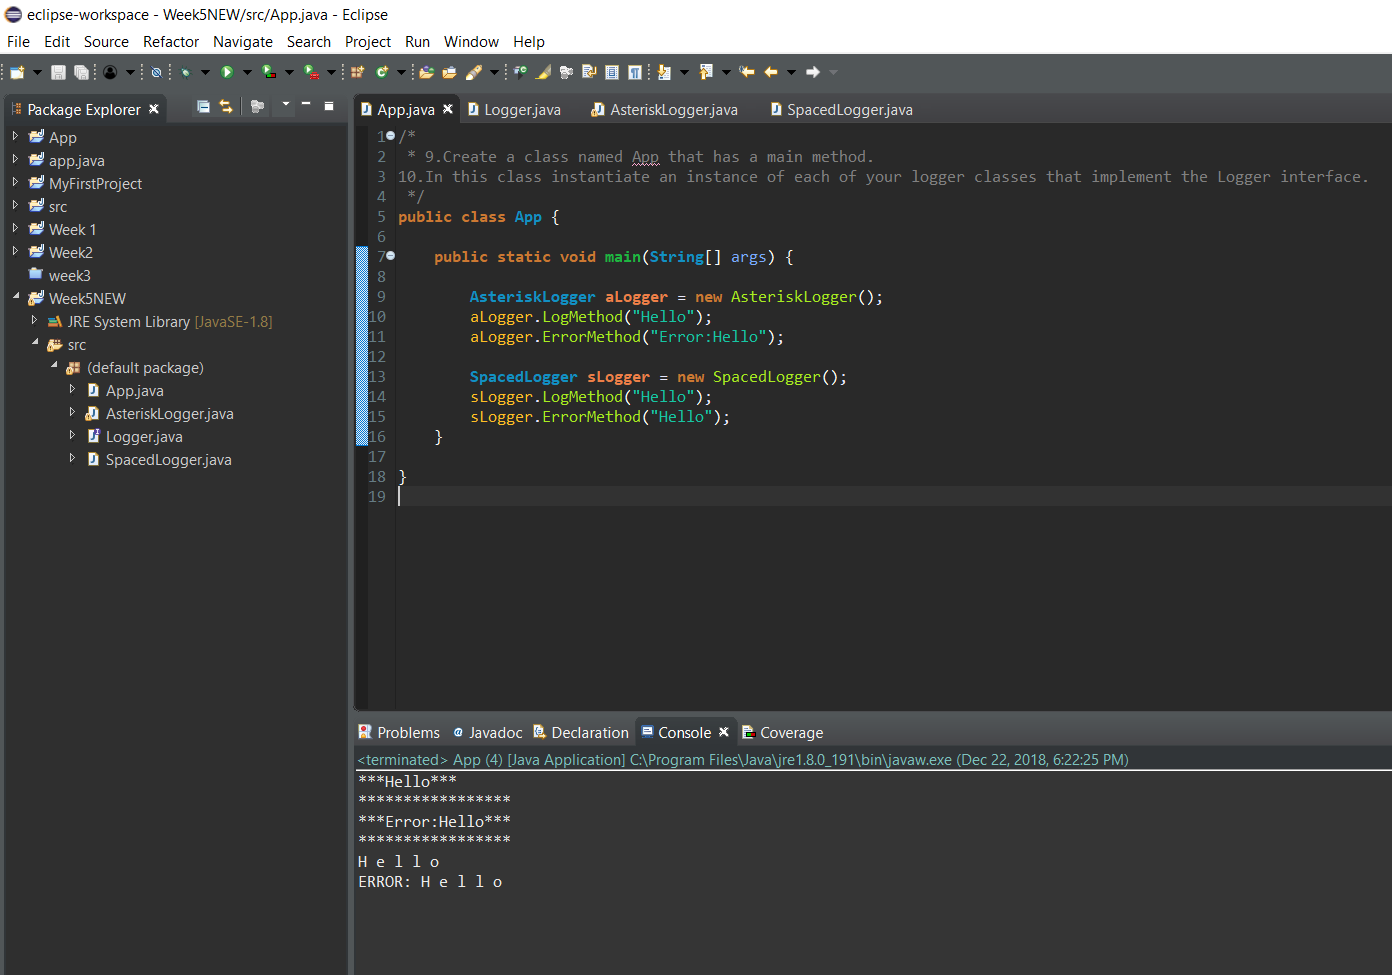 eclipse-workspace - Week5NEW/src/App.java - Eclipse
File Edit Source Refactor Navigate Search Project Run Window Help
Package Explorer
App
app.java
MyFirstProject
src
Week 1
Week2
week3
Week5NEW
JRE System Library [JavaSE-1.8]
src
(default package)
App.java
AsteriskLogger.java
Logger.java
SpacedLogger.java
App.java Logger.java AsteriskLogger.java SpacedLogger.java
1 /*
2  * 9.Create a class named App that has a main method.
3 10.In this class instantiate an instance of each of your logger classes that implement the Logger interface.
4  */
5 public class App {
6
7     public static void main(String[] args) {
8
9         AsteriskLogger aLogger = new AsteriskLogger();
10         aLogger.LogMethod("Hello");
11         aLogger.ErrorMethod("Error:Hello");
12
13         SpacedLogger sLogger = new SpacedLogger();
14         sLogger.LogMethod("Hello");
15         sLogger.ErrorMethod("Hello");
16     }
17
18 }
19
Problems Javadoc Declaration Console Coverage
<terminated> App (4) [Java Application] C:\Program Files\Java\jre1.8.0_191\bin\javaw.exe (Dec 22, 2018, 6:22:25 PM)
***Hello***
*****************
***Error:Hello***
*****************
H e l l o
ERROR: H e l l o